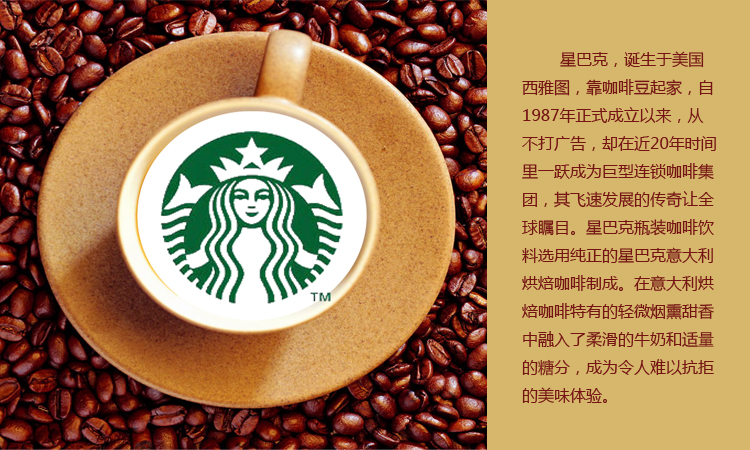 星巴克，诞生于美国
西雅图，靠咖啡豆起家，自
1987年正式成立以来，从
不打广告，却在近20年时间
里一跃成为巨型连锁咖啡集
团，其飞速发展的传奇让全
球瞩目。星巴克瓶装咖啡饮
料选用纯正的星巴克意大利
烘焙咖啡制成。在意大利烘
焙咖啡特有的轻微烟熏甜香
中融入了柔滑的牛奶和适量
的糖分，成为令人难以抗拒
的美味体验。
TM